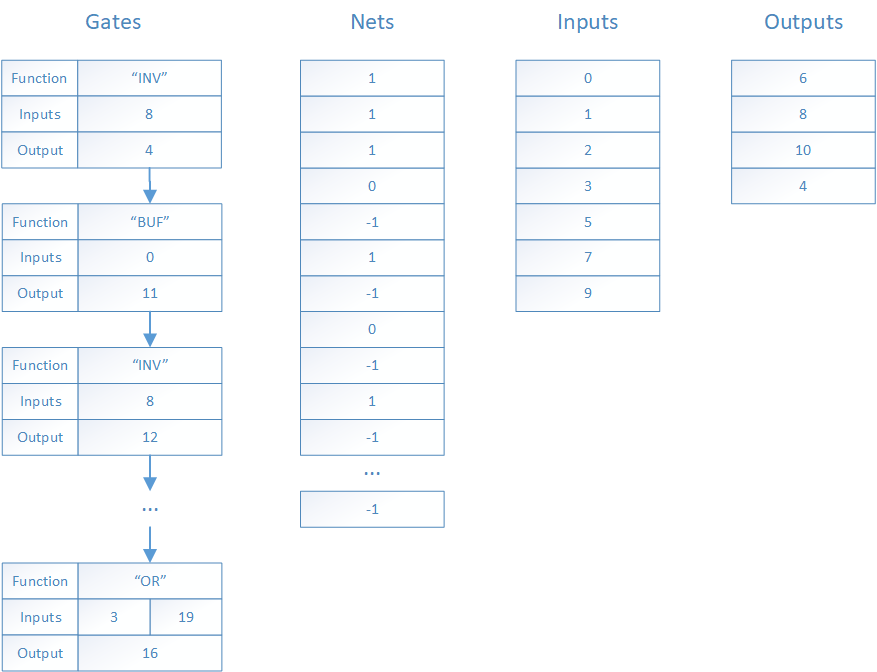 Gates
Function “INV”
Inputs 8
Output 4
Function “BUF”
Inputs 0
Output 11
Function “INV”
Inputs 8
Output 12
...
Function “OR”
Inputs 3 19
Output 16
Nets
1
1
1
0
-1
1
-1
0
-1
1
-1
...
-1
Inputs
0
1
2
3
5
7
9
Outputs
6
8
10
4